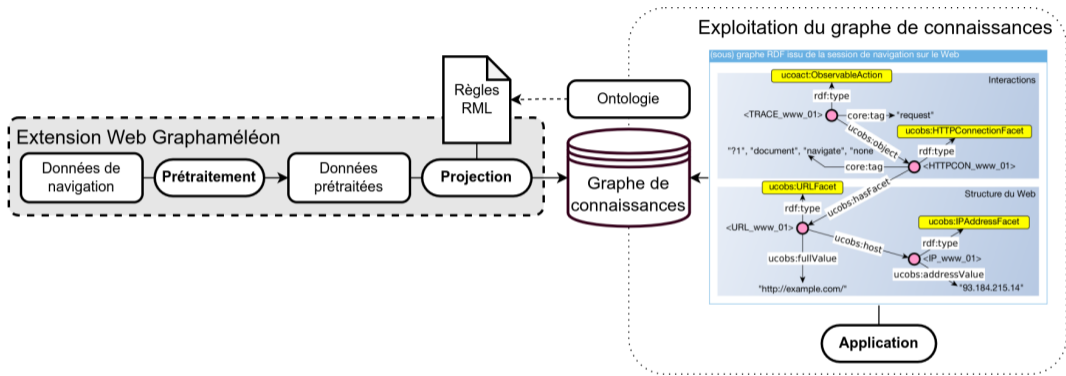 Exploitation du graphe de connaissances
(sous) graphe RDF issu de la session de navigation sur le Web
ucoact:ObservableAction
Interactions
rdf:type
<TRACE_www_01>
core:tag
"request"
ucobs:HTTPConnectionFacet
ucobs:object
rdf:type
"?1", "document", "navigate", "none
core:tag
<HTTPCON_www_01>
ucobs:URLFacet
ucobs:hasFacet
Structure du Web
rdf:type
ucobs:IPAddressFacet
<URL_www_01>
ucobs:host
rdf:type
ucobs:fullValue
<IP_www_01>
ucobs:addressValue
"http://example.com/"
"93.184.215.14"
Application
Règles
RML
Ontologie
Extension Web Graphaméléon
Données de
navigation
Prétraitement
Données
prétraitées
Projection
Graphe de
connaissances